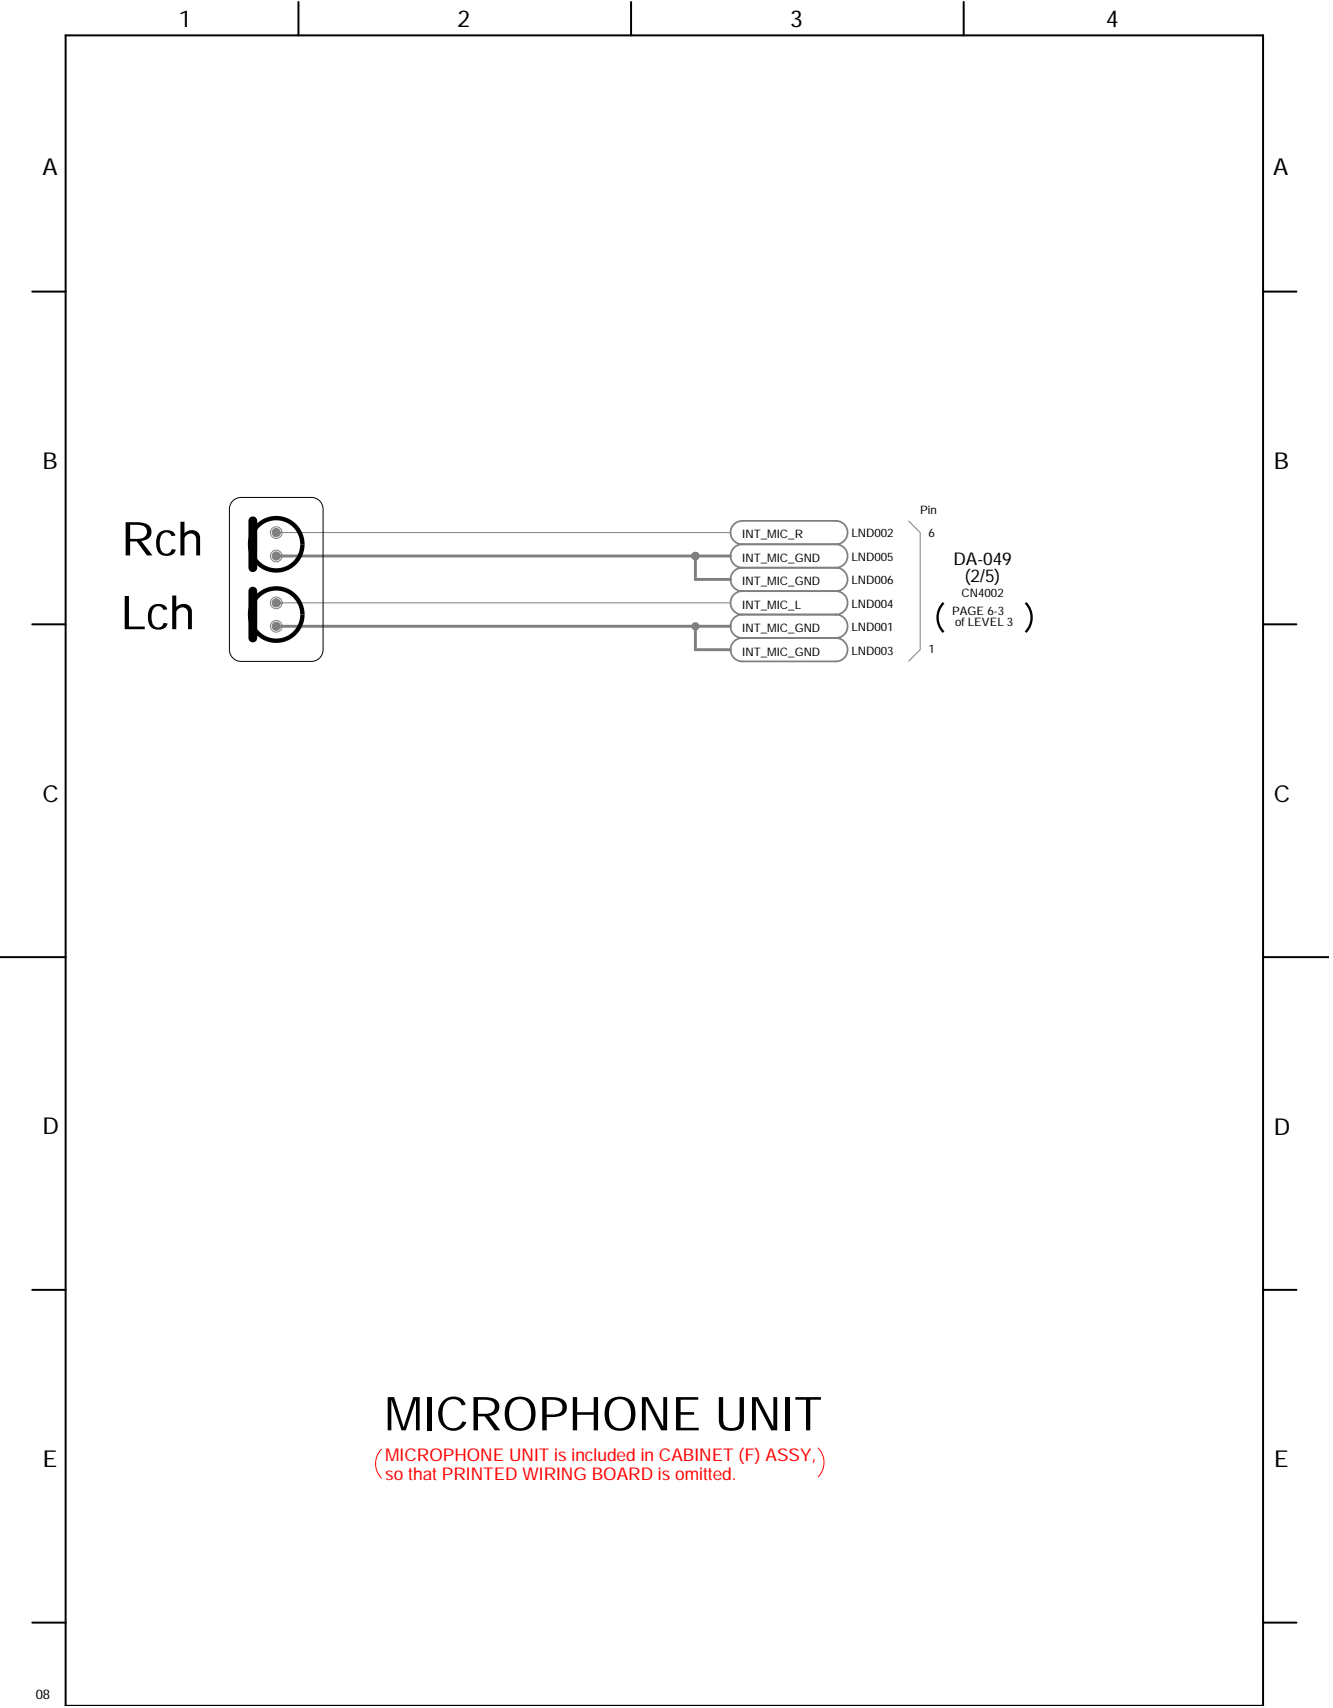 1 2 3 4
A A
B B
Pin
Rch INT_MIC_R LND002 6
INT_MIC_GND LND005 DA-049
INT_MIC_GND LND006 (2/5)
CN4002
Lch INT_MIC_L LND004 ( PAGE 6-3
INT_MIC_GND LND001 of LEVEL 3 )
INT_MIC_GND LND003 1
C C
D D
MICROPHONE UNIT
E (MICROPHONE UNIT is included in CABINET (F) ASSY, E
so that PRINTED WIRING BOARD is omitted.)
08